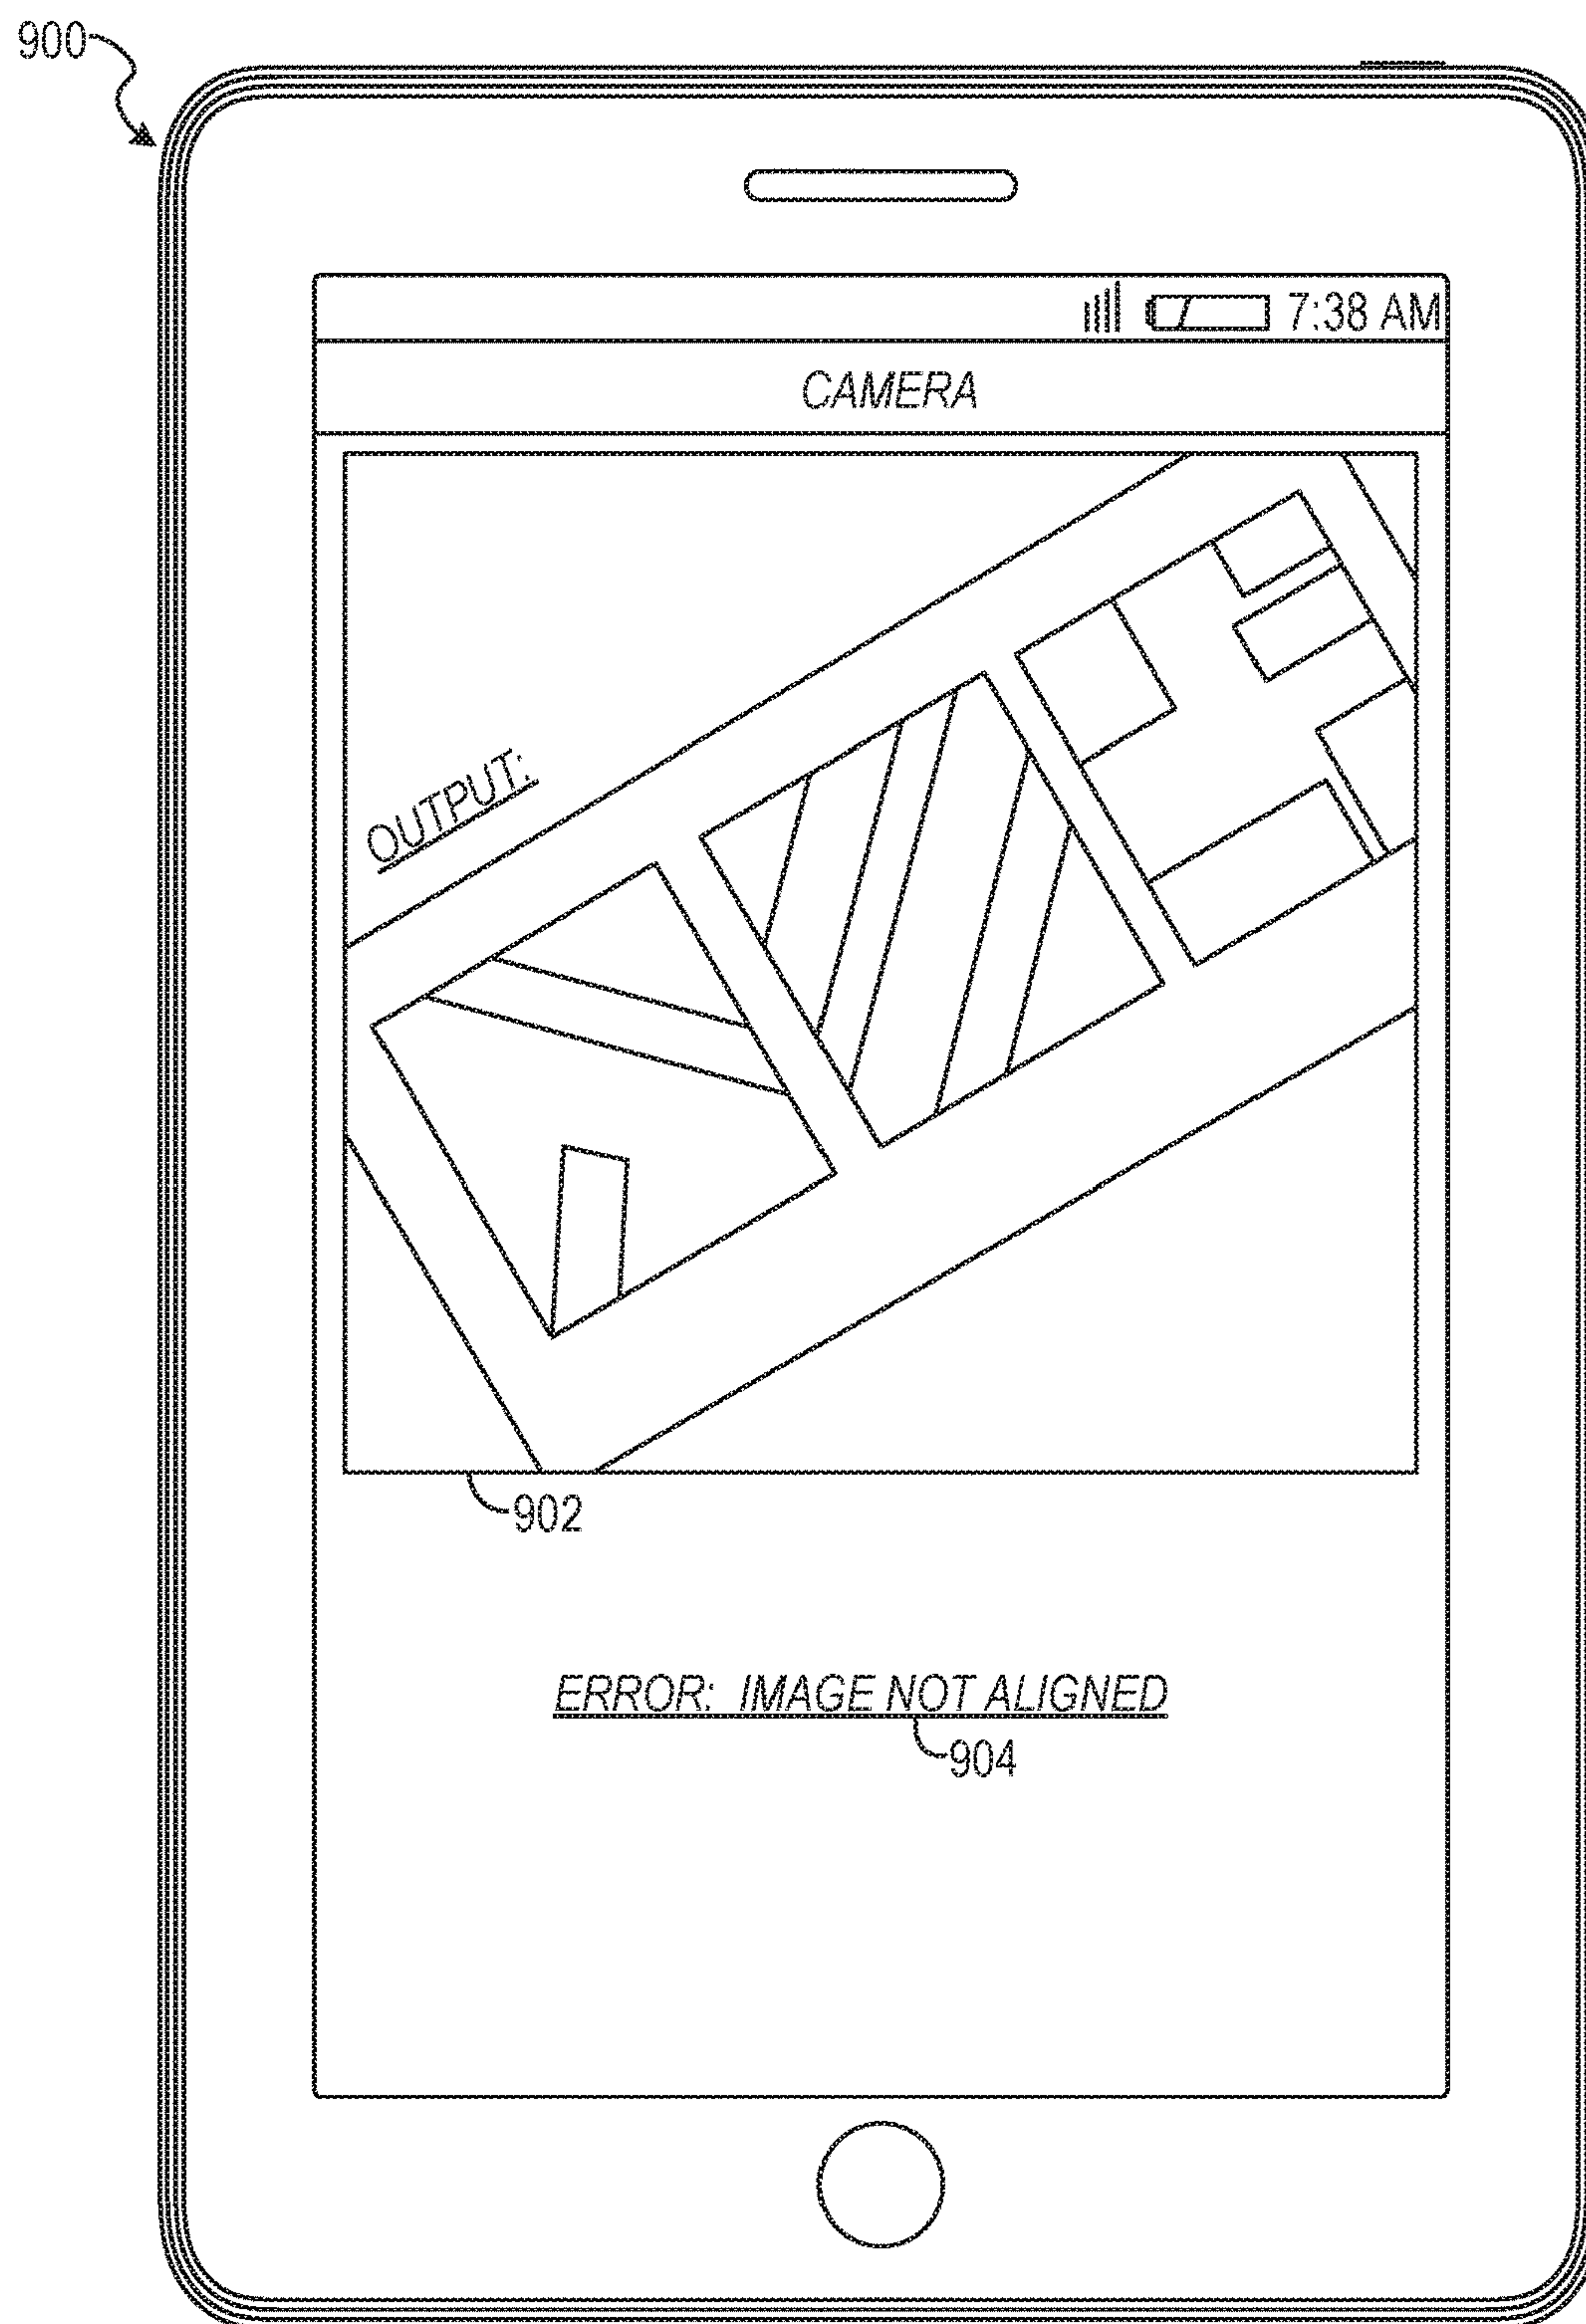 900
7:38 AM
CAMERA
OUTPUT:
902
ERROR: IMAGE NOT ALIGNED
904